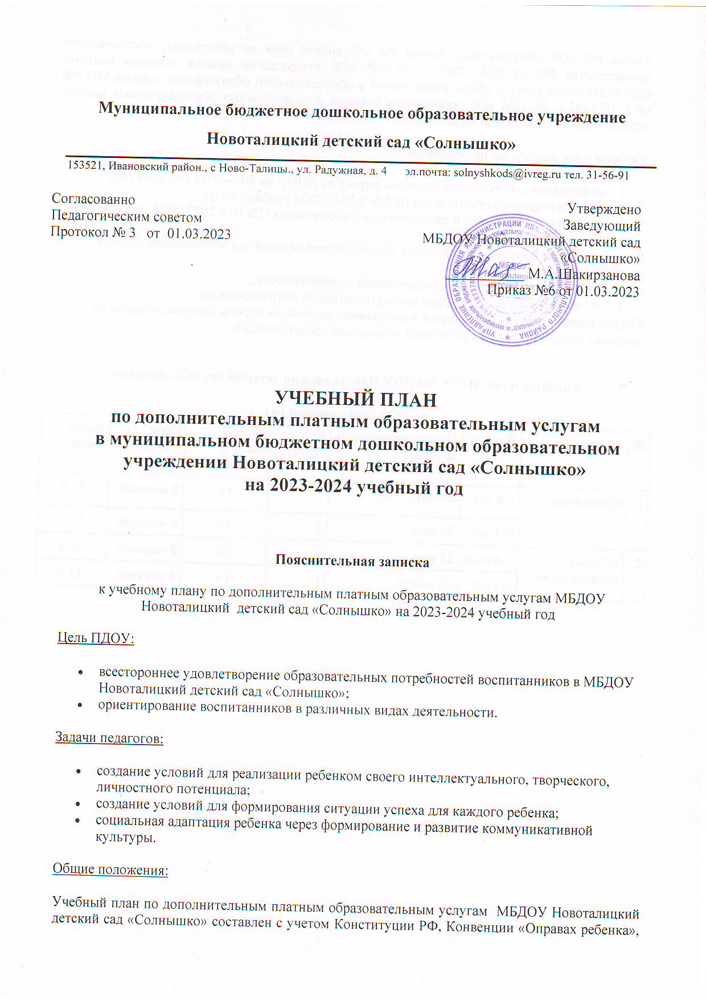 Муниципальное бюджетное дошкольное образовательное учреждение
Новоталицкий детский сад «Солнышко»
153521, Ивановский район., с Ново-Талицы., ул. Радужная, д. 4 эл.почта: solnyshkods@ivreg.ru тел. 31-56-91
Согласованно
Педагогическим советом
Протокол № 3 от 01.03.2023
Утверждено
Заведующий
МБДОУ Новоталицкий детский сад
«Солнышко»
М.А.Шакирзанова
Приказ №6 от 01.03.2023
УЧЕБНЫЙ ПЛАН
по дополнительным платным образовательным услугам
в муниципальном бюджетном дошкольном образовательном
учреждении Новоталицкий детский сад «Солнышко»
на 2023-2024 учебный год
Пояснительная записка
к учебному плану по дополнительным платным образовательным услугам МБДОУ
Новоталицкий детский сад «Солнышко» на 2023-2024 учебный год
Цель ПДОУ:
• всестороннее удовлетворение образовательных потребностей воспитанников в МБДОУ
Новоталицкий детский сад «Солнышко»;
• ориентирование воспитанников в различных видах деятельности.
Задачи педагогов:
• создание условий для реализации ребенком своего интеллектуального, творческого,
личностного потенциала;
• создание условий для формирования ситуации успеха для каждого ребенка;
• социальная адаптация ребенка через формирование и развитие коммуникативной
культуры.
Общие положения:
Учебный план по дополнительным платным образовательным услугам МБДОУ Новоталицкий
детский сад «Солнышко» составлен с учетом Конституции РФ, Конвенции «Оправах ребенка»,